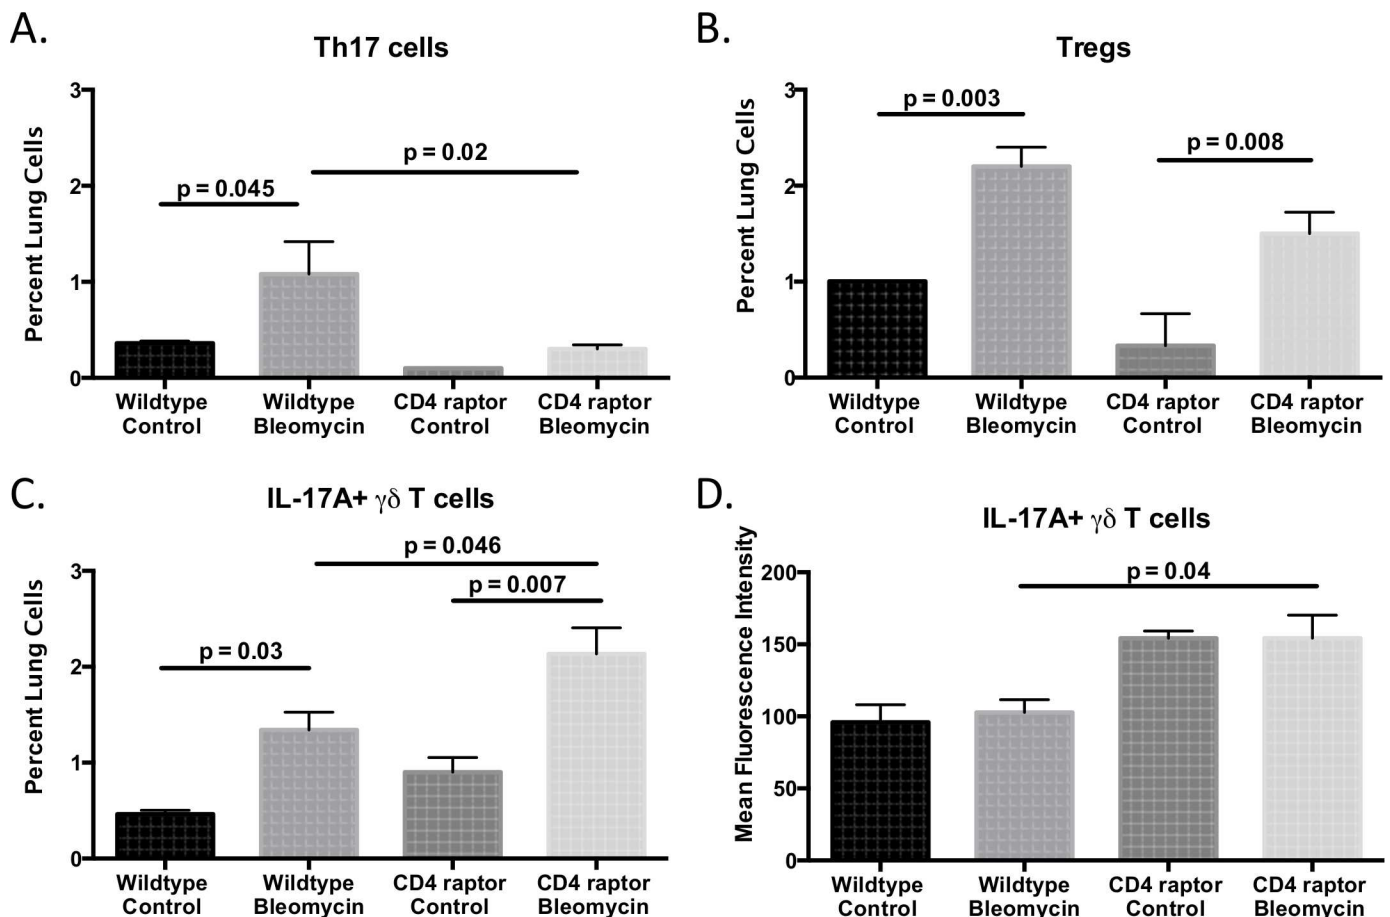 A.
Th17 cells
Percent Lung Cells
3
2
1
0
p = 0.045
p = 0.02
Wildtype Control
Wildtype Bleomycin
CD4 raptor Control
CD4 raptor Bleomycin
B.
Tregs
Percent Lung Cells
3
2
1
0
p = 0.003
p = 0.008
Wildtype Control
Wildtype Bleomycin
CD4 raptor Control
CD4 raptor Bleomycin
C.
IL-17A+ γδ T cells
Percent Lung Cells
3
2
1
0
p = 0.046
p = 0.007
p = 0.03
Wildtype Control
Wildtype Bleomycin
CD4 raptor Control
CD4 raptor Bleomycin
D.
IL-17A+ γδ T cells
Mean Fluorescence Intensity
200
150
100
50
0
p = 0.04
Wildtype Control
Wildtype Bleomycin
CD4 raptor Control
CD4 raptor Bleomycin